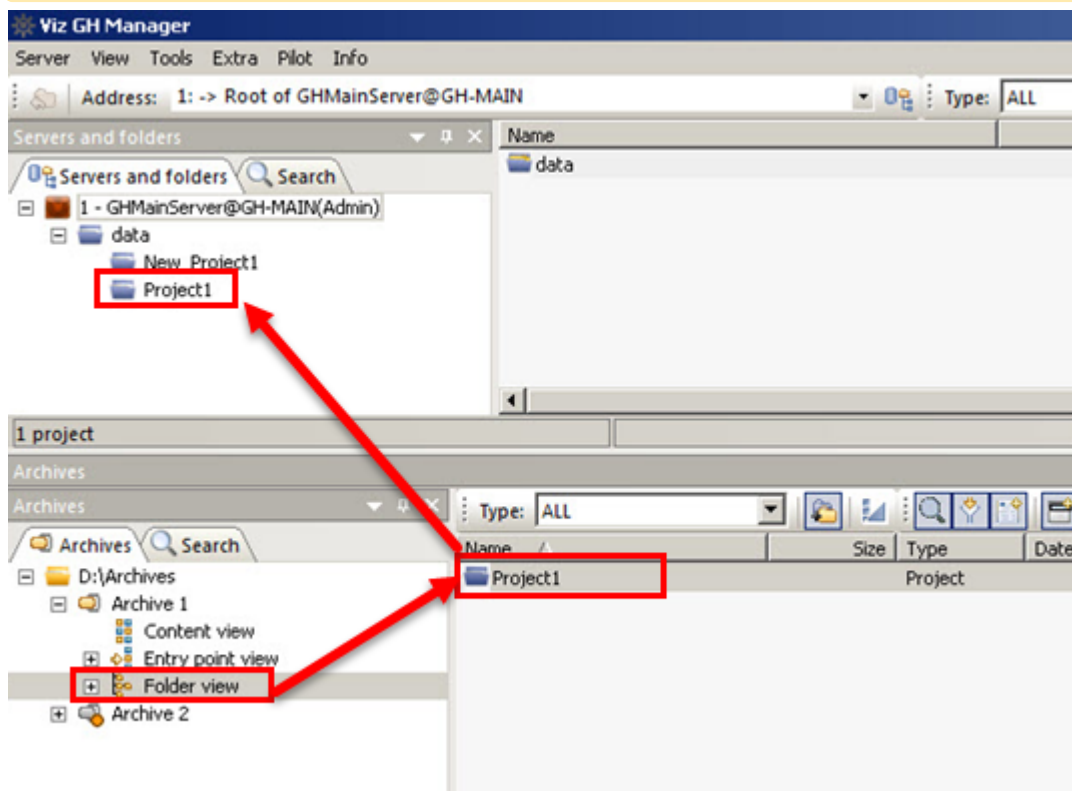 Viz GH Manager
Server View Tools Extra Pilot Info
Address: 1: -> Root of GHMainServer@GH-MAIN Type: ALL
Servers and folders
Name
Servers and folders Search
data
1 - GHMainServer@GH-MAIN(Admin)
data
New_Project1
Project1
1 project
Archives
Archives
Type: ALL
Archives Search
Name Size Type Date
D:\Archives
Project1 Project
Archive 1
Content view
Entry point view
Folder view
Archive 2